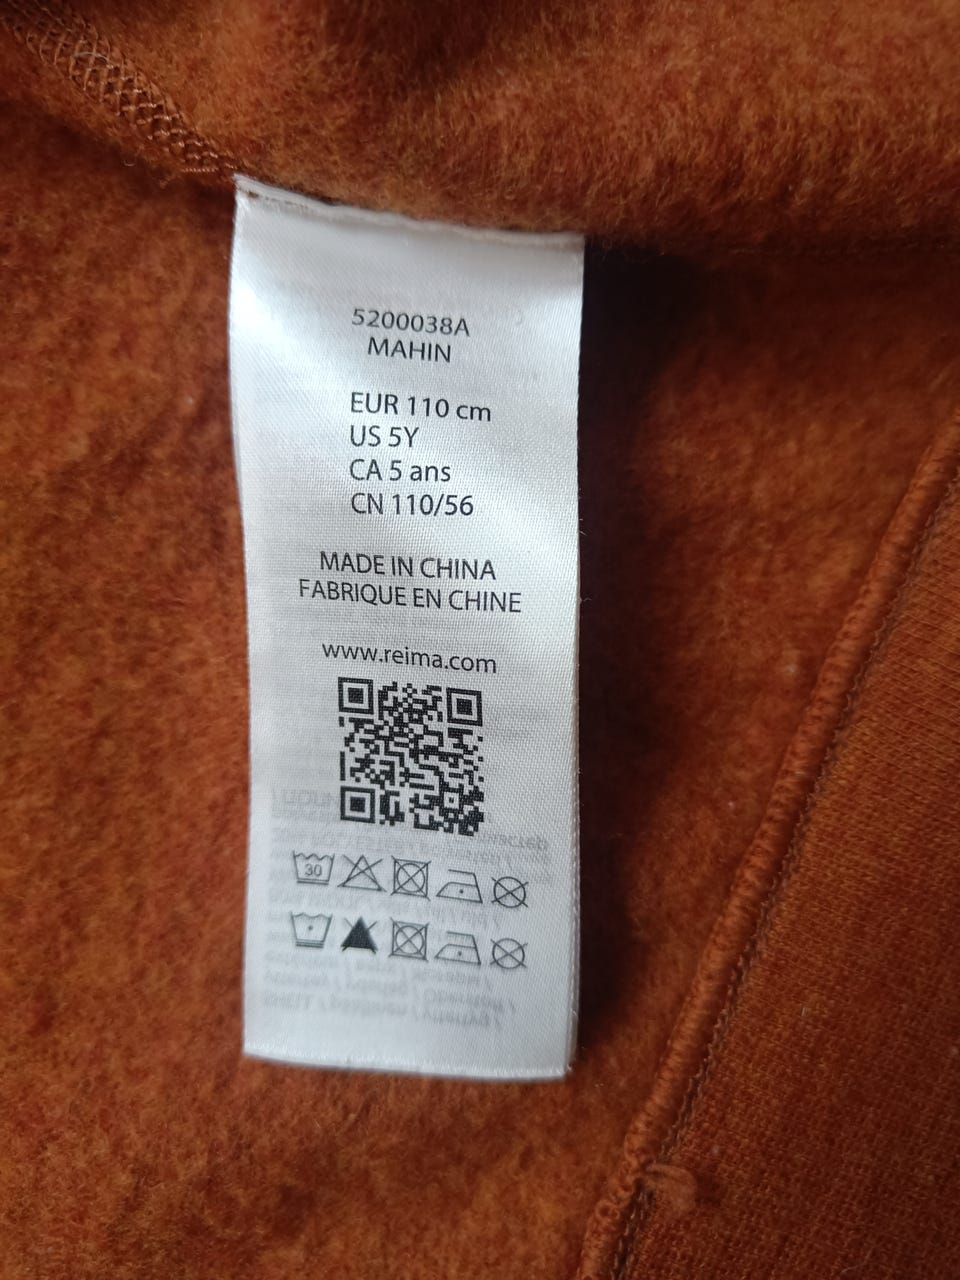 5200038A
MAHIN
EUR 110 cm
US 5Y
CA 5 ans
CN 110/56
MADE IN CHINA
FABRIQUE EN CHINE
www.reima.com
30